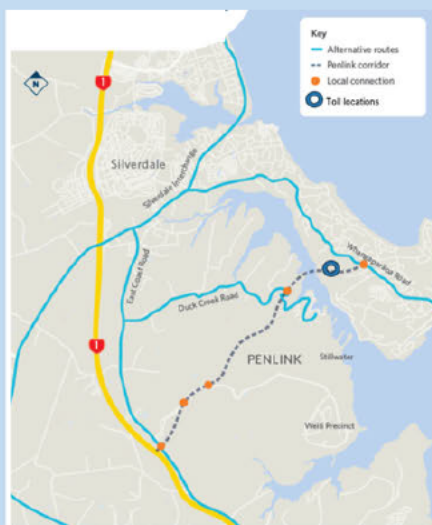 Key
Alternative routes
Penlink corridor
Local connection
Toll locations
N
1
Silverdale
Silverdale Interchange
East Coast Road
Whangaparāoa Road
Duck Creek Road
1
PENLINK
Stillwater
Weiti Precinct